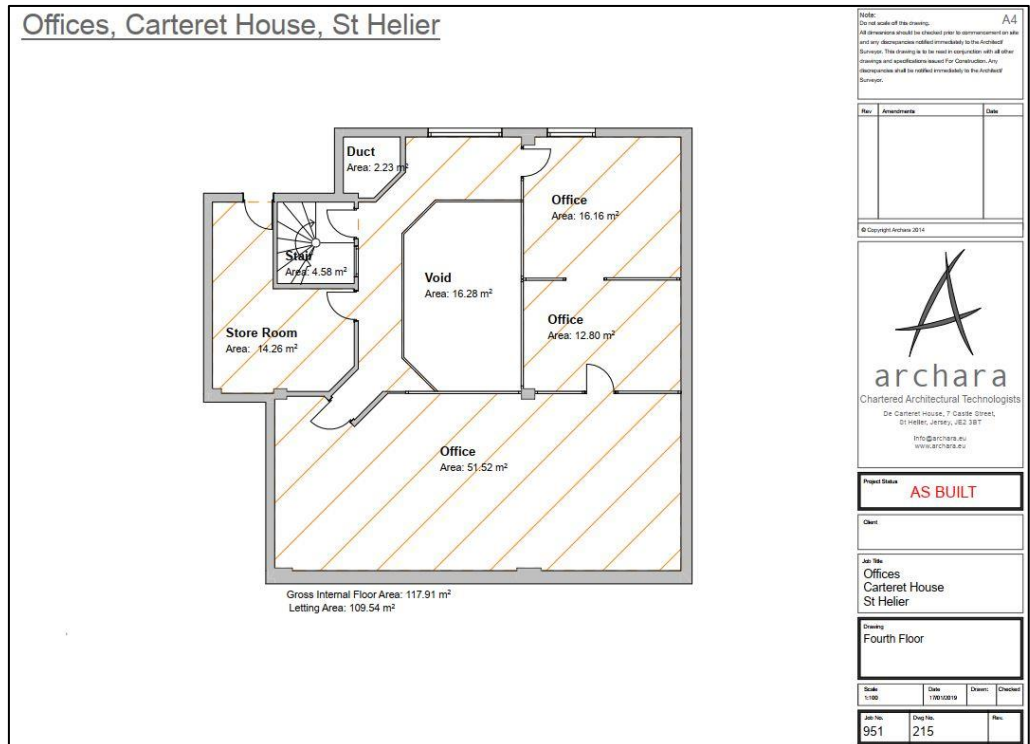 Offices, Carteret House, St Helier
Note:
A4
Do not scale off this drawing.
All dimensions should be checked prior to commencement on site
and any discrepancies notified immediately to the Architect/
Surveyor. This drawing is to be read in conjunction with all other
drawings and specifications issued For Construction. Any
discrepancies shall be notified immediately to the Architect/
Surveyor.
Rev Amendments Date
© Copyright Archara 2014
Duct
Area: 2.23 m²
Office
Area: 16.16 m²
Stair
Area: 4.58 m²
Void
Area: 16.28 m²
Store Room
Area: 14.26 m²
Office
Area: 12.80 m²
Office
Area: 51.52 m²
Gross Internal Floor Area: 117.91 m²
Letting Area: 109.54 m²
archara
Chartered Architectural Technologists
De Carteret House, 7 Castle Street,
St Helier, Jersey, JE2 3BT
info@archara.eu
www.archara.eu
Project Status
AS BUILT
Client
Job Title
Offices
Carteret House
St Helier
Drawing
Fourth Floor
Scale Date Drawn: Checked
1:100 17/01/2019
Job No. Dwg No. Rev.
951 215